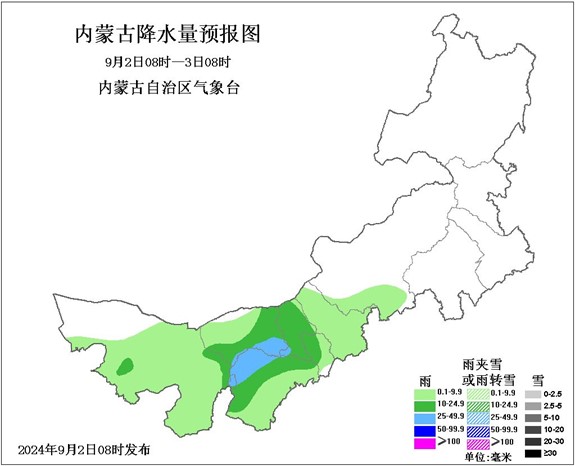 内蒙古降水量预报图
9月2日08时—3日08时
内蒙古自治区气象台
雨
雨夹雪
或雨转雪
雪
0.1-9.9
10-24.9
25-49.9
50-99.9
≥100
0.1-9.9
10-24.9
25-49.9
50-99.9
≥100
0-2.5
2.5-5
5-10
10-20
20-30
≥30
单位:毫米
2024年9月2日08时发布